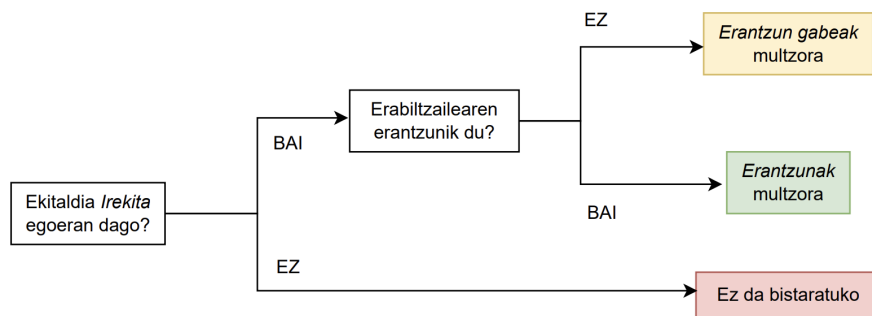 EZ
Erantzun gabeak
multzora
Erabiltzailearen
erantzunik du?
BAI
Erantzunak
multzora
BAI
Ekitaldia Irekita
egoeran dago?
EZ
Ez da bistaratuko